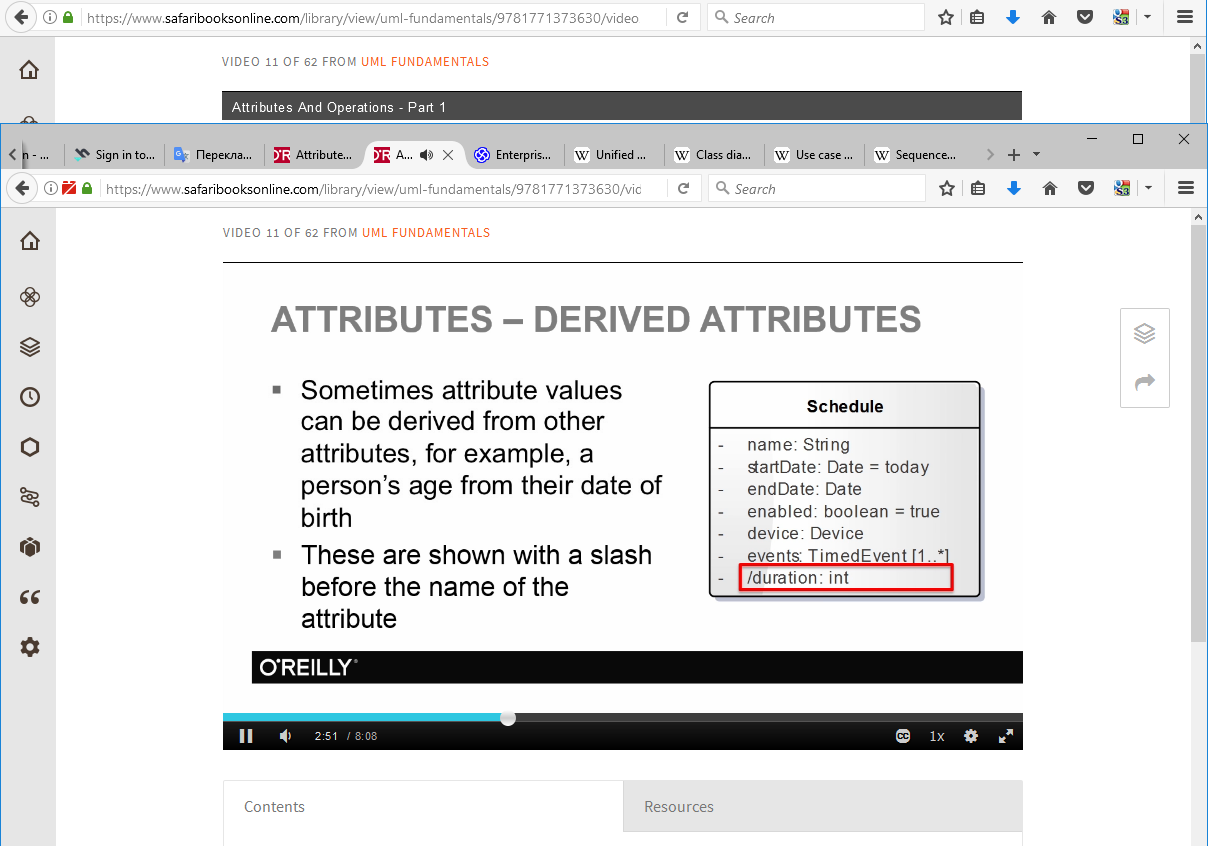 https://www.safaribooksonline.com/library/view/uml-fundamentals/9781771373630/video
Search
VIDEO 11 OF 62 FROM UML FUNDAMENTALS
Attributes And Operations - Part 1
n - ...
Sign in to...
Перекла...
Attribute...
A...
Enterpris...
Unified ...
Class dia...
Use case ...
Sequence...
https://www.safaribooksonline.com/library/view/uml-fundamentals/9781771373630/vid
Search
VIDEO 11 OF 62 FROM UML FUNDAMENTALS
ATTRIBUTES – DERIVED ATTRIBUTES
Sometimes attribute values
can be derived from other
attributes, for example, a
person's age from their date of
birth
These are shown with a slash
before the name of the
attribute
Schedule
- name: String
- startDate: Date = today
- endDate: Date
- enabled: boolean = true
- device: Device
- events: TimedEvent [1..*]
- /duration: int
O'REILLY®
2:51 / 8:08
CC
1x
Contents
Resources